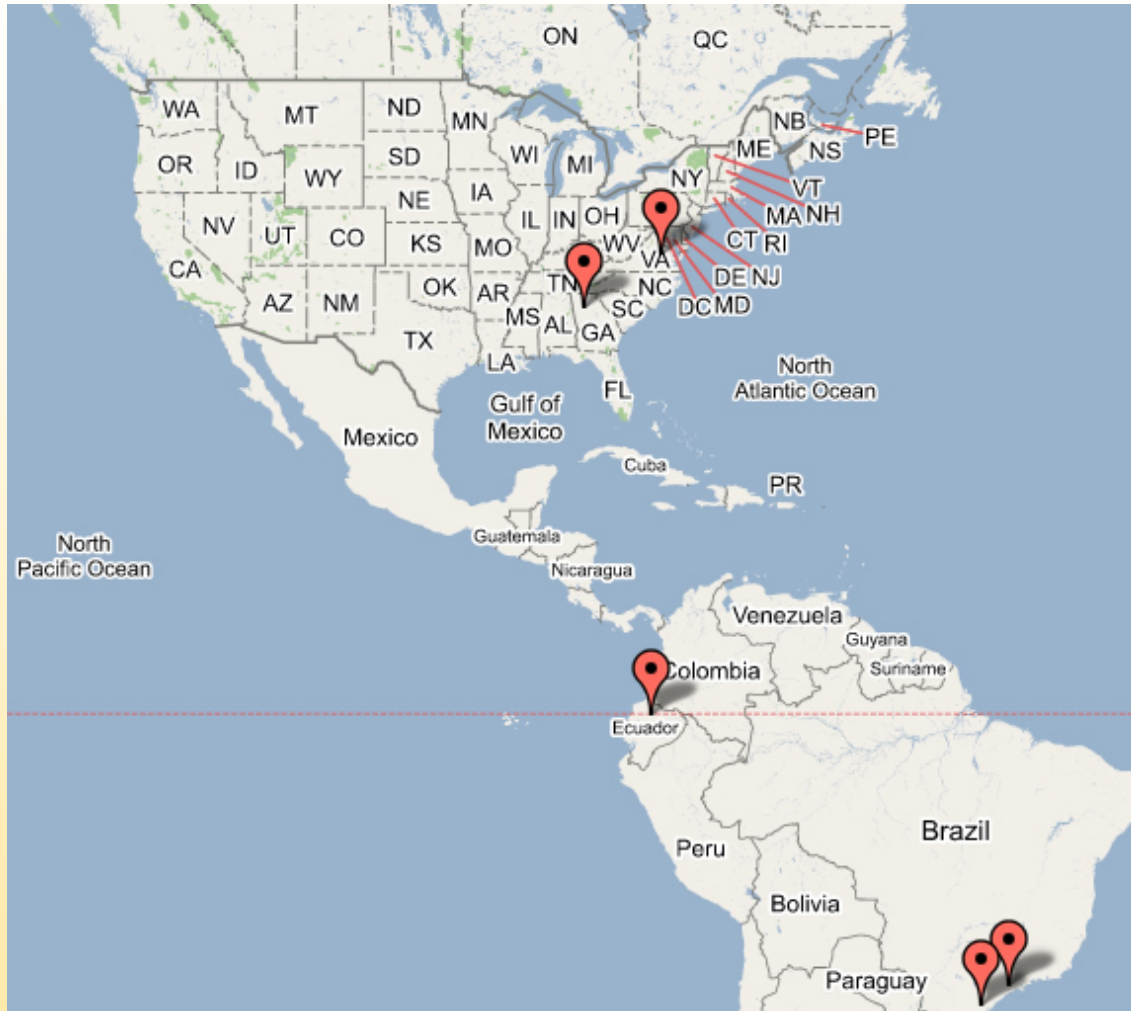 ON
QC
WA
MT
ND
MN
NB
PE
OR
ID
SD
WI
MI
ME
NS
WY
NY
VT
NE
IA
MA
NH
NV
UT
CO
IL
IN
OH
CT
RI
KS
MO
WV
VA
CA
DE
NJ
OK
TN
NC
AZ
NM
AR
DC
MD
MS
AL
SC
GA
TX
LA
FL
North
Atlantic Ocean
Gulf of
Mexico
Mexico
Cuba
PR
Guatemala
North
Pacific Ocean
Nicaragua
Venezuela
Guyana
Colombia
Suriname
Ecuador
Brazil
Peru
Bolivia
Paraguay